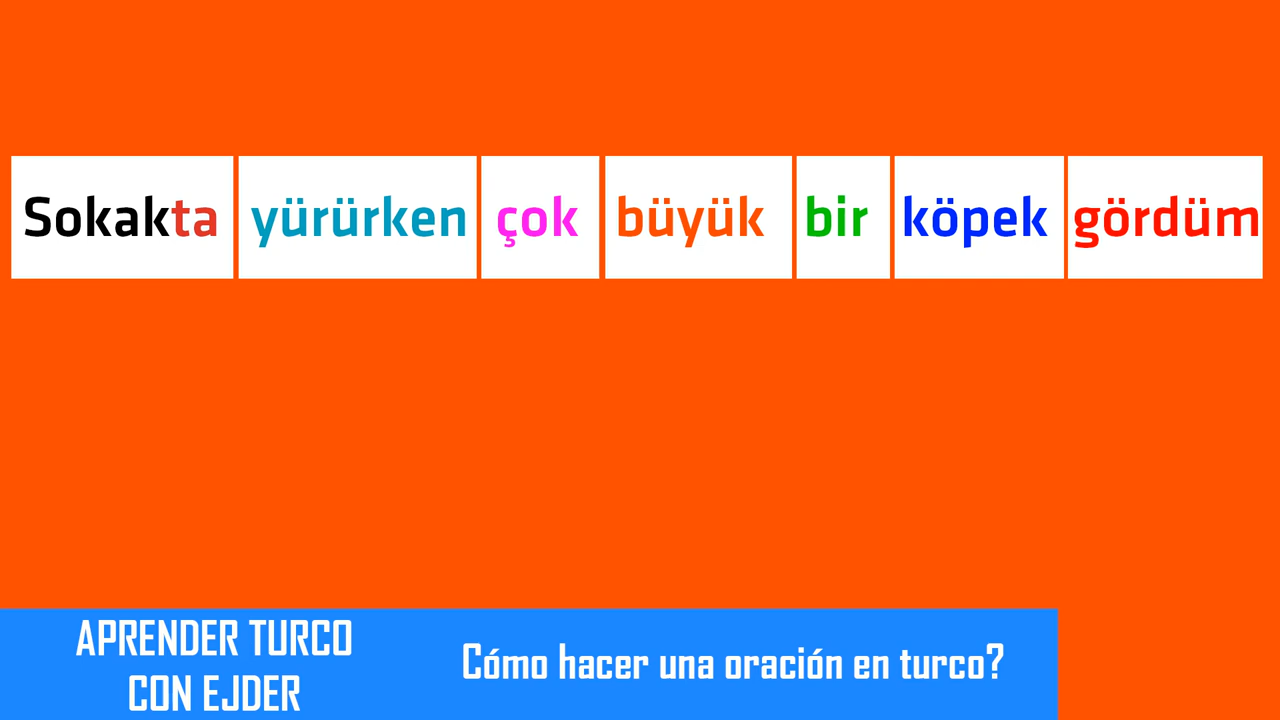 Sokakta yürürken çok büyük bir köpek gördüm
APRENDER TURCO
CON EJDER
Cómo hacer una oración en turco?